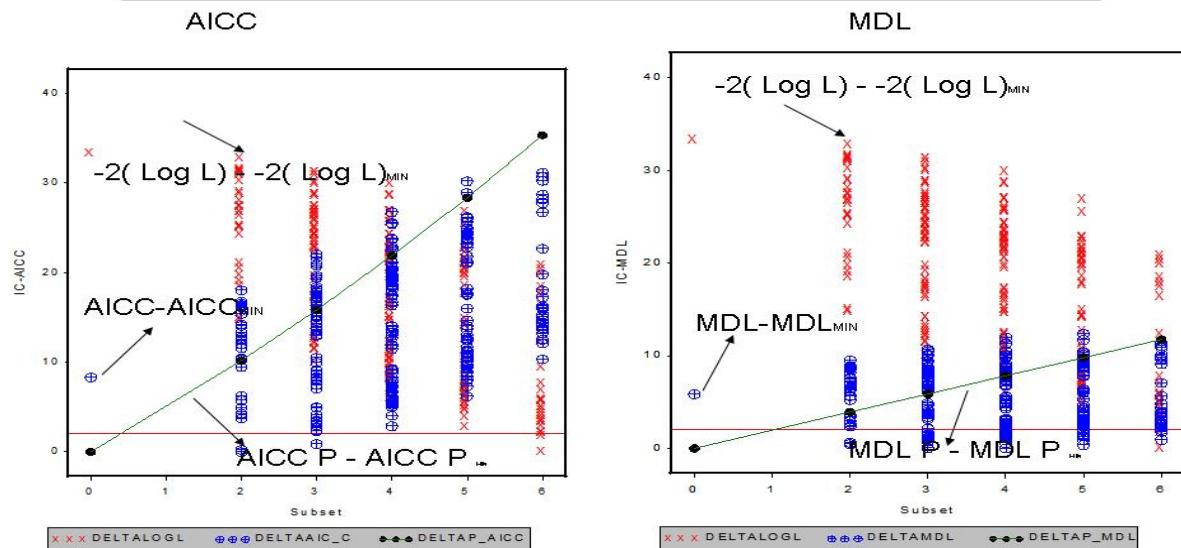 AICC
MDL
40
30
20
10
0
IC-AICC
-2( Log L) - -2( Log L)MIN
AICC-AICCMIN
AICC P - AICC P
0 1 2 3 4 5 6
Subset
x x x DELTALOGL ⊕⊕⊕ DELTAAIC_C ●●● DELTAP_AICC
40
30
20
10
0
IC-MDL
-2( Log L) - -2( Log L)MIN
MDL-MDLMIN
MDL P - MDL P
0 1 2 3 4 5 6
Subset
x x x DELTALOGL ⊕⊕⊕ DELTAMDL ●●● DELTAP_MDL